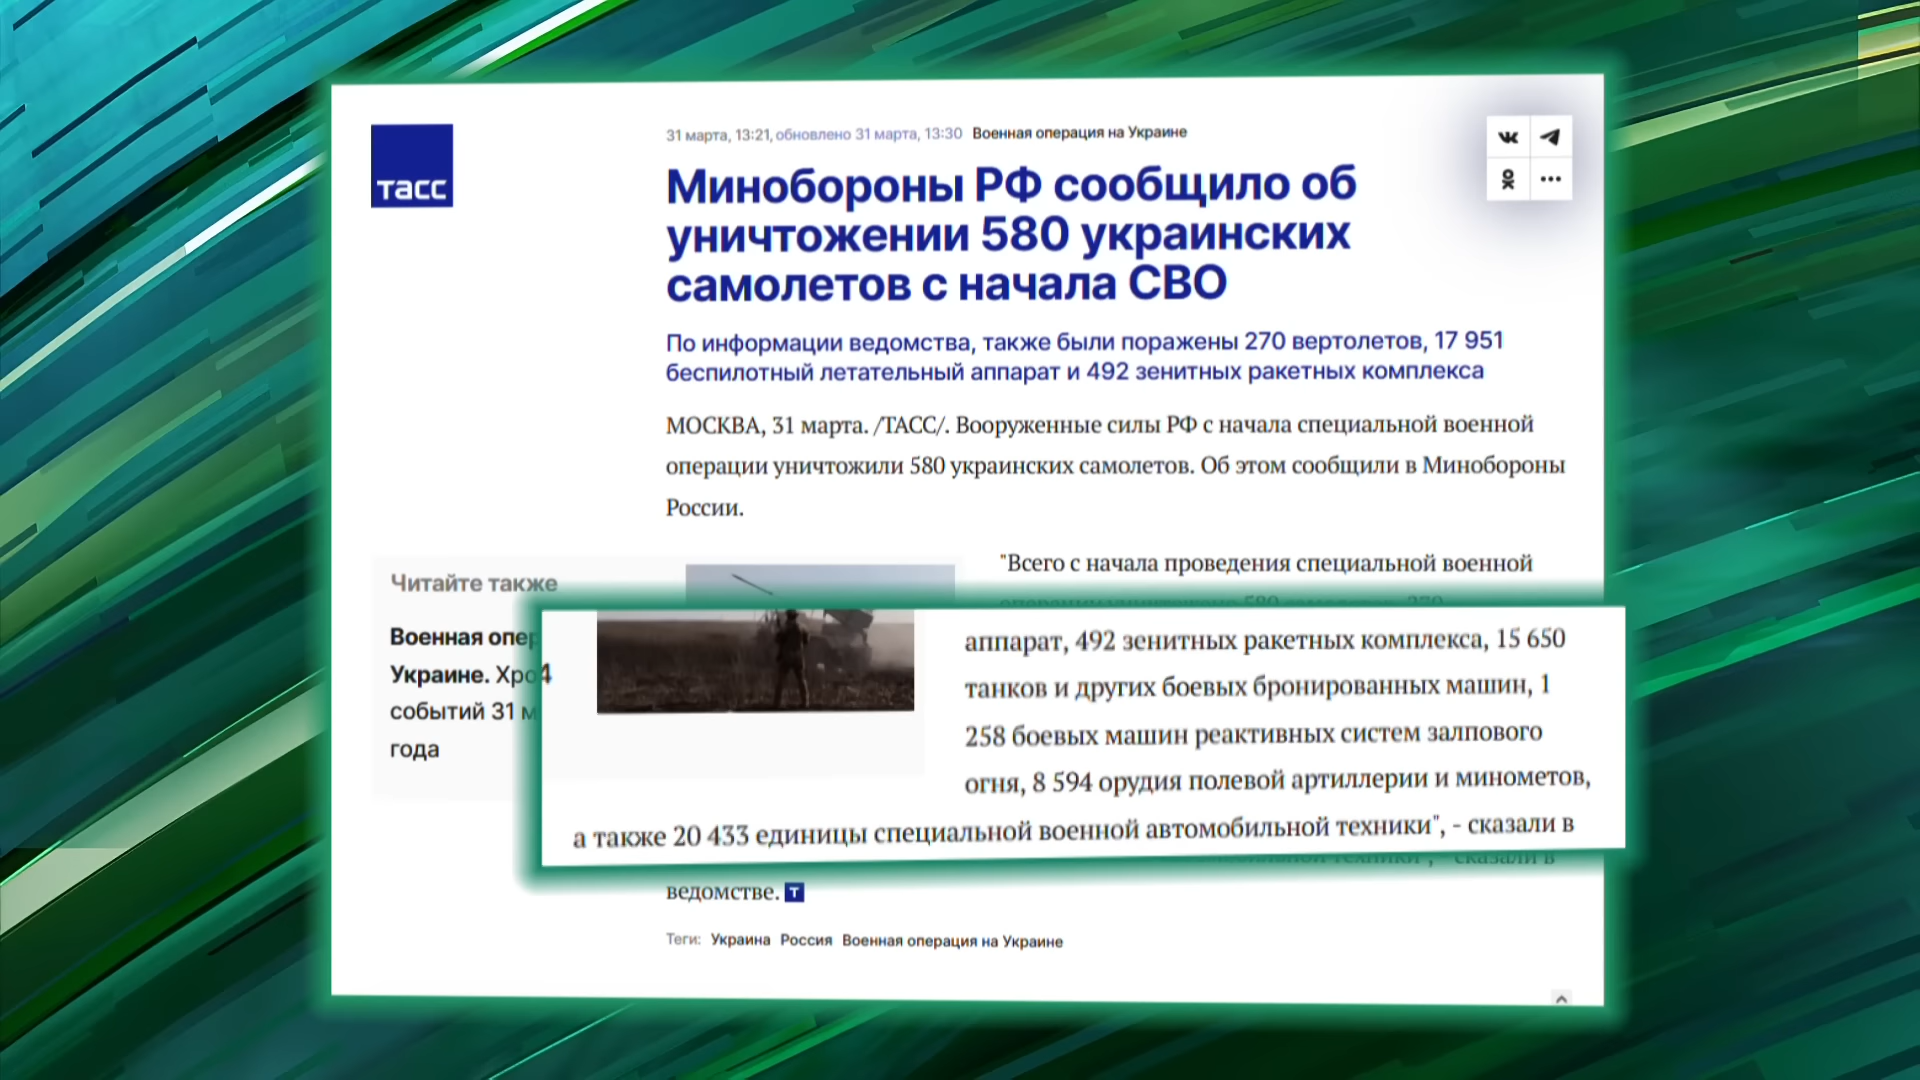 тасс
31 марта, 13:21, обновлено 31 марта, 13:30 Военная операция на Украине
Минобороны РФ сообщило об
уничтожении 580 украинских
самолетов с начала СВО
По информации ведомства, также были поражены 270 вертолетов, 17 951
беспилотный летательный аппарат и 492 зенитных ракетных комплекса
МОСКВА, 31 марта. /ТАСС/. Вооруженные силы РФ с начала специальной военной
операции уничтожили 580 украинских самолетов. Об этом сообщили в Минобороны
России.
Читайте также
Военная опер
Украине. Хро4
событий 31 м
года
"Всего с начала проведения специальной военной
аппарат, 492 зенитных ракетных комплекса, 15 650
танков и других боевых бронированных машин, 1
258 боевых машин реактивных систем залпового
огня, 8 594 орудия полевой артиллерии и минометов,
а также 20 433 единицы специальной военной автомобильной техники", - сказали в
ведомстве. Т
Теги: Украина Россия Военная операция на Украине